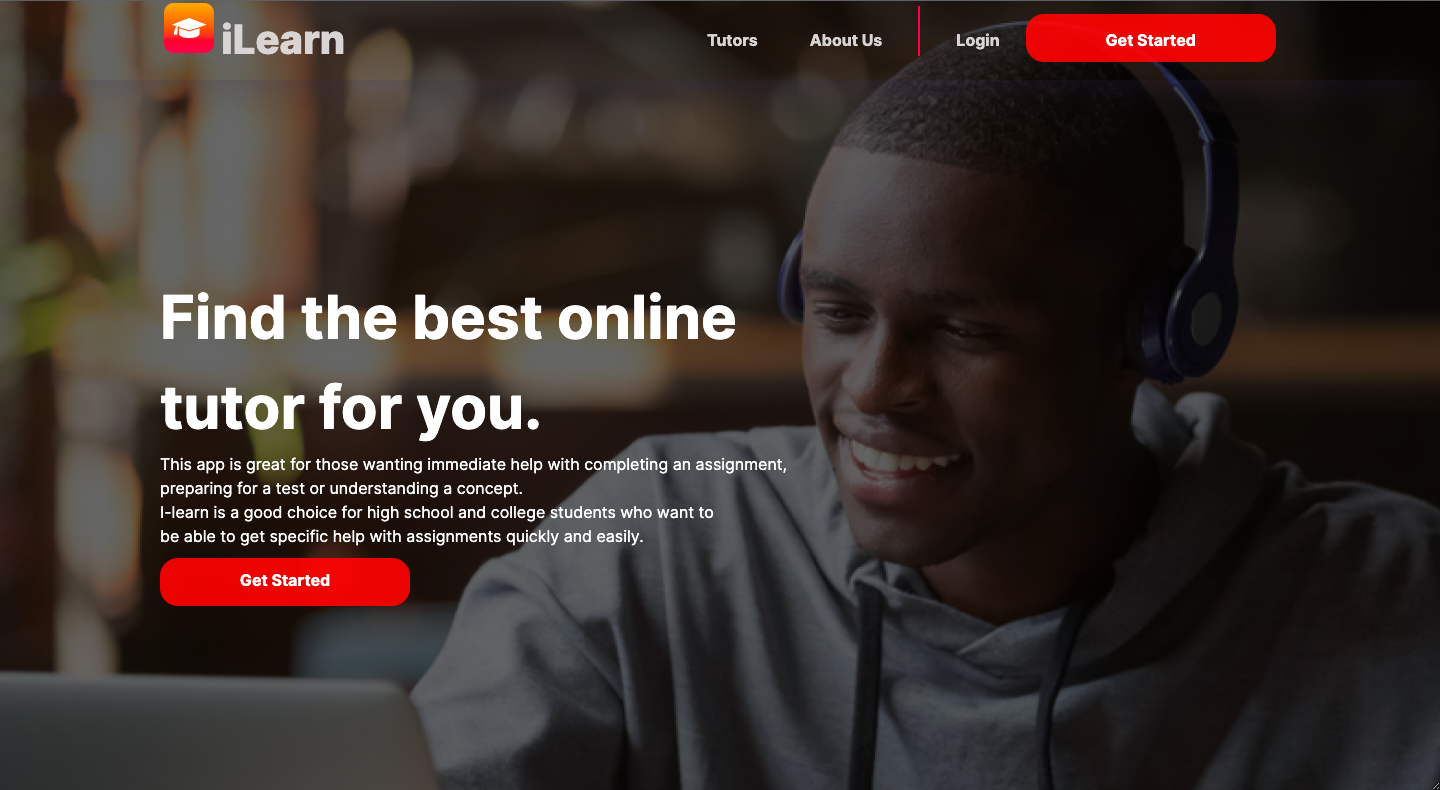 iLearn
Tutors
About Us
Login
Get Started
Find the best online
tutor for you.
This app is great for those wanting immediate help with completing an assignment,
preparing for a test or understanding a concept.
I-learn is a good choice for high school and college students who want to
be able to get specific help with assignments quickly and easily.
Get Started